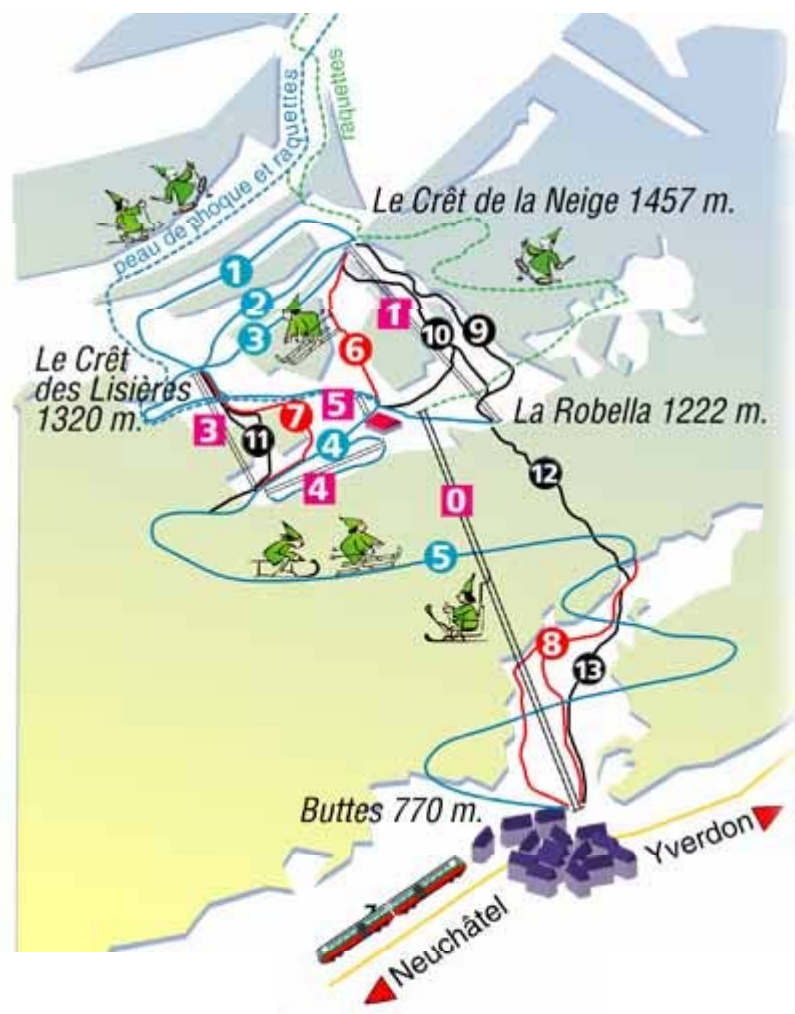 raquettes
peau de phoque et raquettes
Le Crêt de la Neige 1457 m.
1
2
3
1
10
9
6
Le Crêt
des Lisières
1320 m.
3
7
5
11
4
La Robella 1222 m.
4
0
12
5
8
13
Buttes 770 m.
Yverdon
Neuchâtel